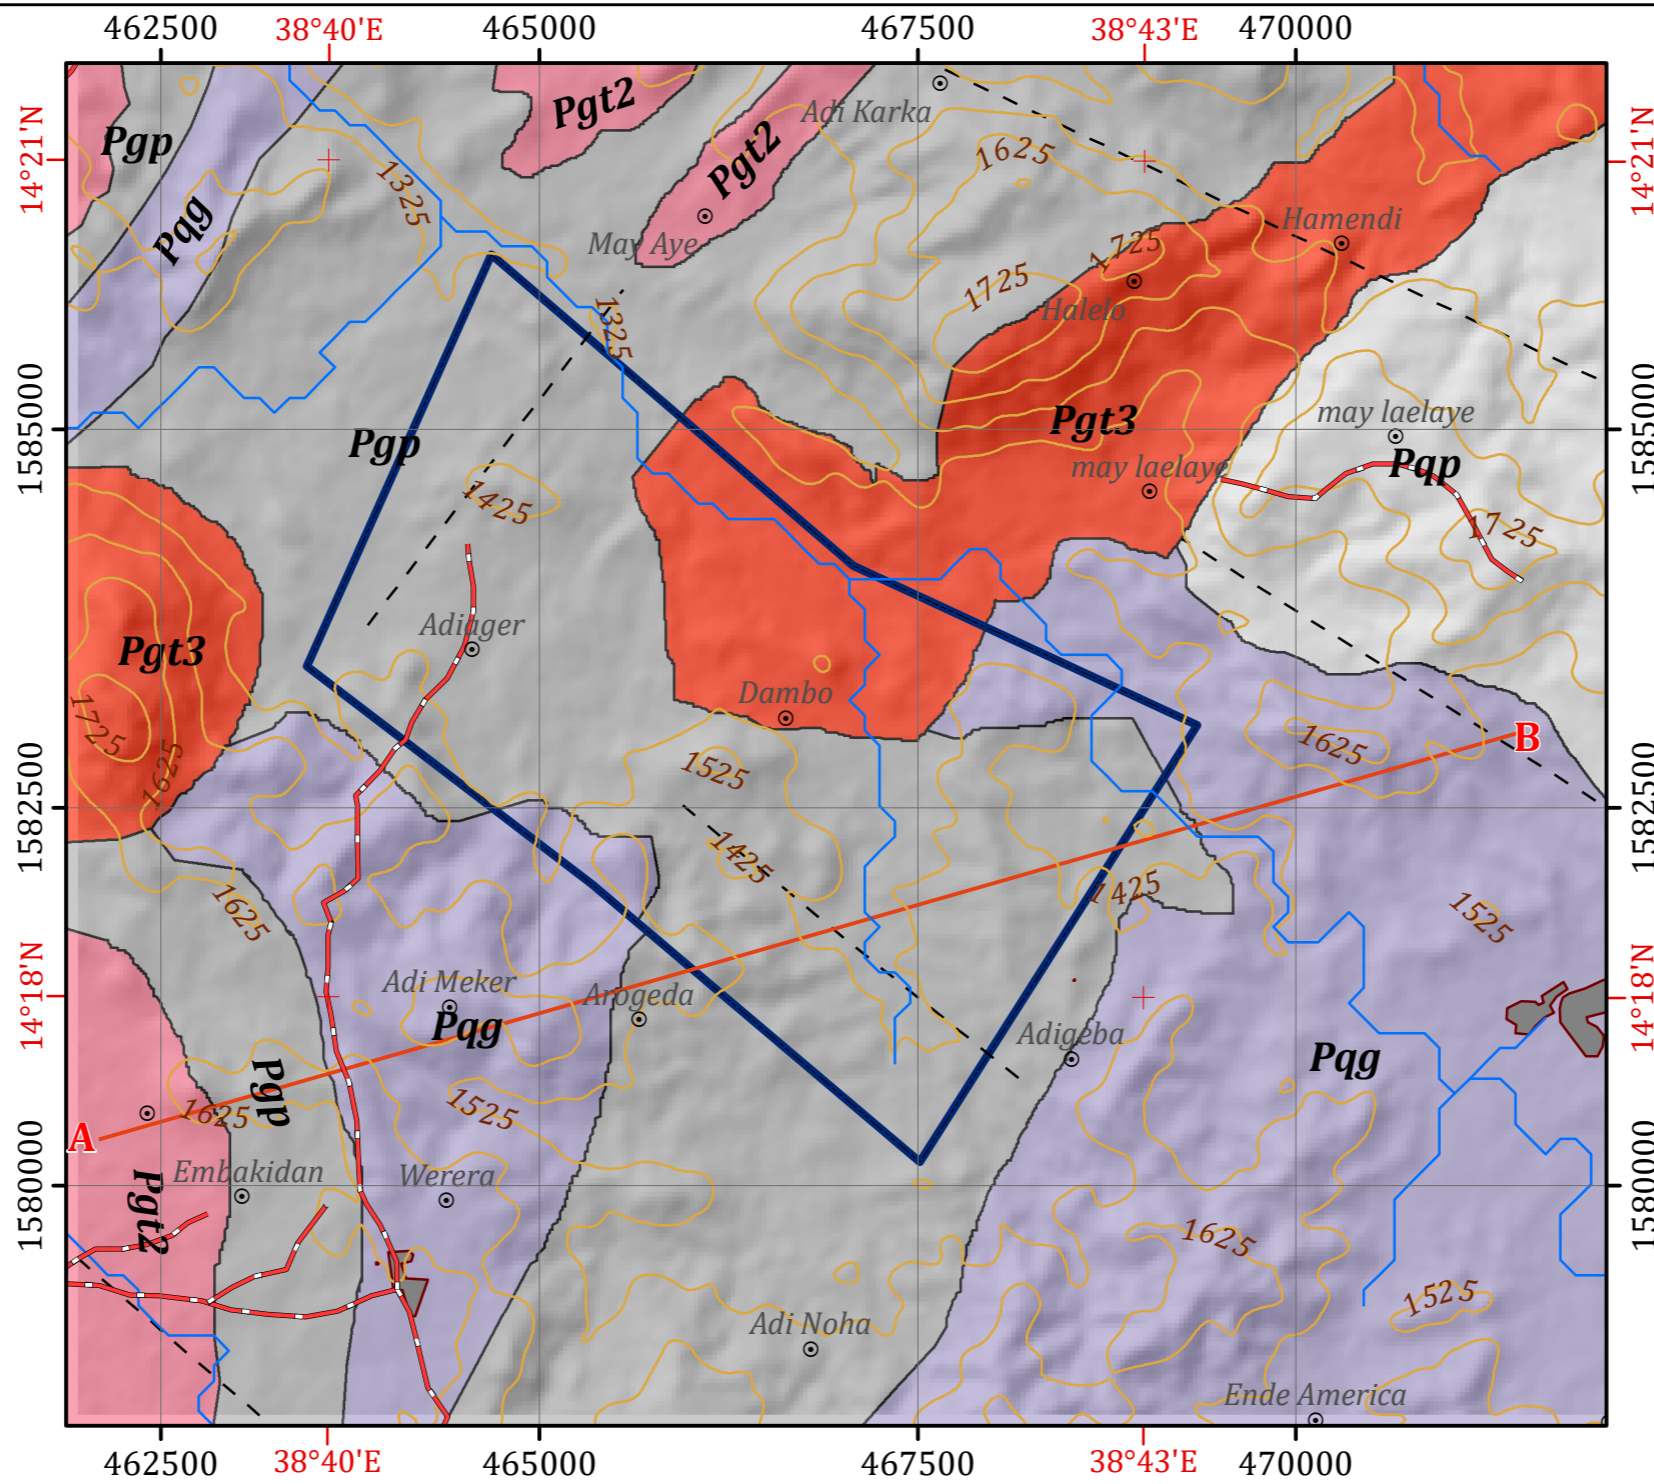 462500 38°40'E 465000 467500 38°43'E 470000
14°21'N
14°21'N
1585000
1585000
1582500
1582500
14°18'N
14°18'N
1580000
1580000
Pgp
Pqg
Pgt2
Pgt2
Adi Karka
1625
1325
May Aye
Hamendi
1725
1725
Halelo
1325
Pgp
Pgt3
may laelaye
may laelaye
Pqp
1725
1425
Adiager
Pgt3
1725
1625
Dambo
1525
1625
B
1425
1425
1625
1525
Adi Meker
Pqg
Arogeda
Adigeba
Pqg
Pgp
1625
A
1525
Embakidan
Werera
Pgt2
1625
1525
Adi Noha
Ende America
462500 38°40'E 465000 467500 38°43'E 470000